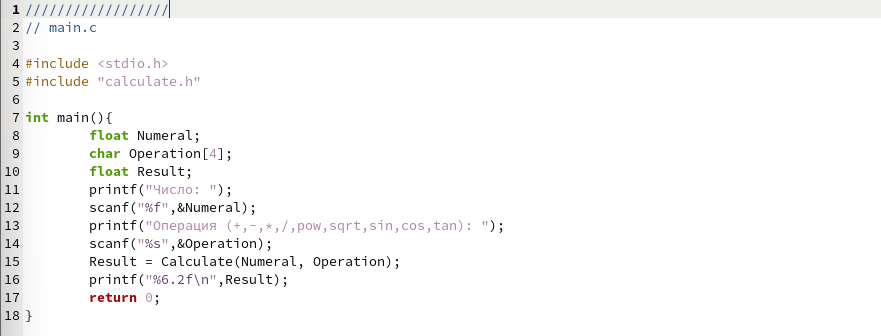 1 //////////////////
2 // main.c
3
4 #include <stdio.h>
5 #include "calculate.h"
6
7 int main(){
8         float Numeral;
9         char Operation[4];
10         float Result;
11         printf("Число: ");
12         scanf("%f",&Numeral);
13         printf("Операция (+,-,*,/,pow,sqrt,sin,cos,tan): ");
14         scanf("%s",&Operation);
15         Result = Calculate(Numeral, Operation);
16         printf("%6.2f\n",Result);
17         return 0;
18 }